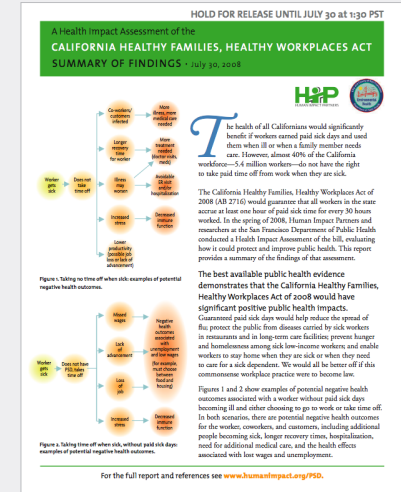 HOLD FOR RELEASE UNTIL JULY 30 at 1:30 PST
A Health Impact Assessment of the
CALIFORNIA HEALTHY FAMILIES, HEALTHY WORKPLACES ACT
SUMMARY OF FINDINGS • July 30, 2008
HIP
HUMAN IMPACT PARTNERS
The health of all Californians would significantly
benefit if workers earned paid sick days and used
them when ill or when a family member needs
care. However, almost 40% of the California
workforce—5.4 million workers—do not have the right
to take paid time off from work when they are sick.
The California Healthy Families, Healthy Workplaces Act of
2008 (AB 2716) would guarantee that all workers in the state
accrue at least one hour of paid sick time for every 30 hours
worked. In the spring of 2008, Human Impact Partners and
researchers at the San Francisco Department of Public Health
conducted a Health Impact Assessment of the bill, evaluating
how it could protect and improve public health. This report
provides a summary of the findings of that assessment.
The best available public health evidence
demonstrates that the California Healthy Families,
Healthy Workplaces Act of 2008 would have
significant positive public health impacts.
Guaranteed paid sick days would help reduce the spread of
flu; protect the public from diseases carried by sick workers
in restaurants and in long-term care facilities; prevent hunger
and homelessness among sick low-income workers; and enable
workers to stay home when they are sick or when they need
to care for a sick dependent. We would all be better off if this
commonsense workplace practice were to become law.
Figures 1 and 2 show examples of potential negative health
outcomes associated with a worker without paid sick days
becoming ill and either choosing to go to work or take time off.
In both scenarios, there are potential negative health outcomes
for the worker, coworkers, and customers, including additional
people becoming sick, longer recovery times, hospitalization,
need for additional medical care, and the health effects
associated with lost wages and unemployment.
Worker
gets
sick
Does not
take
time off
Co-workers/
customers
infected
More
illness, more
medical care
needed
Longer
recovery
time
for worker
More
treatment
needed
(doctor visits,
meds)
Illness
may
worsen
Avoidable
ER visit
and/or
hospitalization
Increased
stress
Decreased
immune
function
Lower
productivity
(possible job
loss or lack of
advancement)
Figure 1. Taking no time off when sick: examples of potential
negative health outcomes.
Worker
gets
sick
Does not have
PSD, takes
time off
Missed
wages
Lack
of
advancement
Loss
of
job
Negative
health
outcomes
associated
with
unemployment
and low wages
(for example,
must choose
between
food and
housing)
Increased
stress
Decreased
immune
function
Figure 2. Taking time off when sick, without paid sick days:
examples of potential negative health outcomes.
For the full report and references see www.humanimpact.org/PSD.